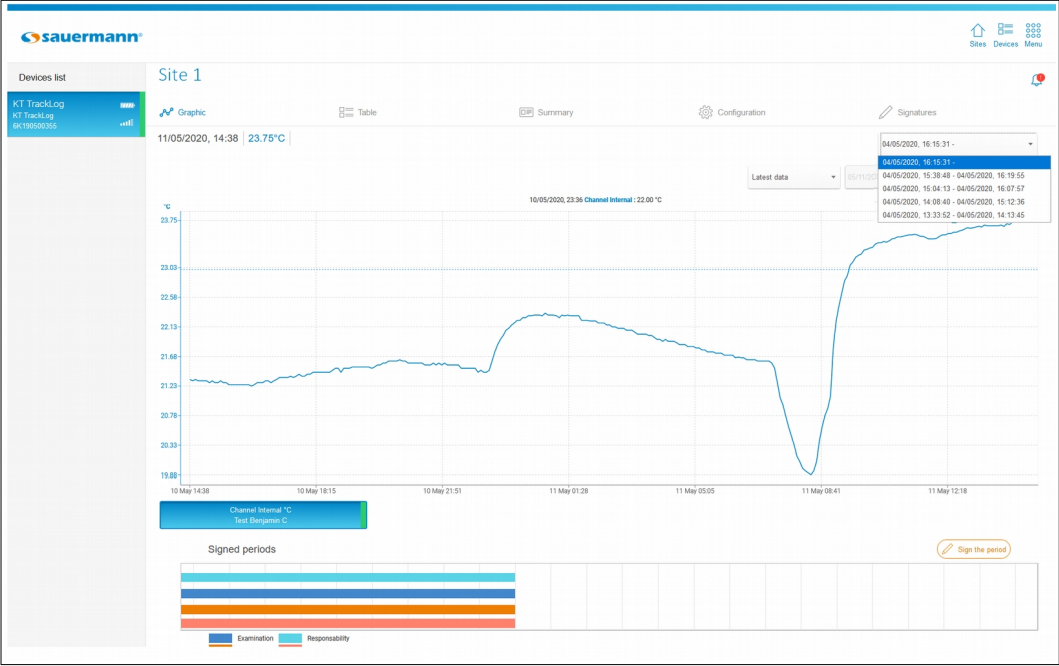 sauermann
Sites Devices Menu
Devices list
Site 1
KT TrackLog
KT TrackLog
6K190500355
Graphic
Table
Summary
Configuration
Signatures
11/05/2020, 14:38
23.75°C
04/05/2020, 16:15:31 -
04/05/2020, 16:15:31 -
04/05/2020, 15:38:48 - 04/05/2020, 16:19:55
04/05/2020, 15:04:13 - 04/05/2020, 16:07:57
04/05/2020, 14:08:40 - 04/05/2020, 15:12:36
04/05/2020, 13:33:52 - 04/05/2020, 14:13:45
Latest data
10/05/2020, 23:36 Channel Internal : 22.00 °C
°C
23.75
23.03
22.58
22.13
21.68
21.23
20.78
20.33
19.88
10 May 14:38
10 May 18:15
10 May 21:51
11 May 01:28
11 May 05:05
11 May 08:41
11 May 12:18
Channel Internal °C
Test Benjamin C
Signed periods
Sign the period
Examination
Responsability